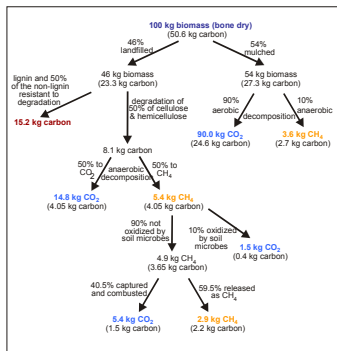 100 kg biomass (bone dry)
(50.6 kg carbon)
46%
landfilled
54%
mulched
lignin and 50%
of the non-lignin
resistant to
degradation
46 kg biomass
(23.3 kg carbon)
54 kg biomass
(27.3 kg carbon)
15.2 kg carbon
degradation of
50% of cellulose
& hemicellulose
90%
aerobic
decomposition
10%
anaerobic
90.0 kg CO2
(24.6 kg carbon)
3.6 kg CH4
(2.7 kg carbon)
8.1 kg carbon
50% to
CO2
anaerobic
decomposition
50% to
CH4
14.8 kg CO2
(4.05 kg carbon)
5.4 kg CH4
(4.05 kg carbon)
90% not
oxidized by
soil microbes
10% oxidized by
soil microbes
1.5 kg CO2
(0.4 kg carbon)
4.9 kg CH4
(3.65 kg carbon)
40.5% captured
and combusted
59.5% released
as CH4
5.4 kg CO2
(1.5 kg carbon)
2.9 kg CH4
(2.2 kg carbon)